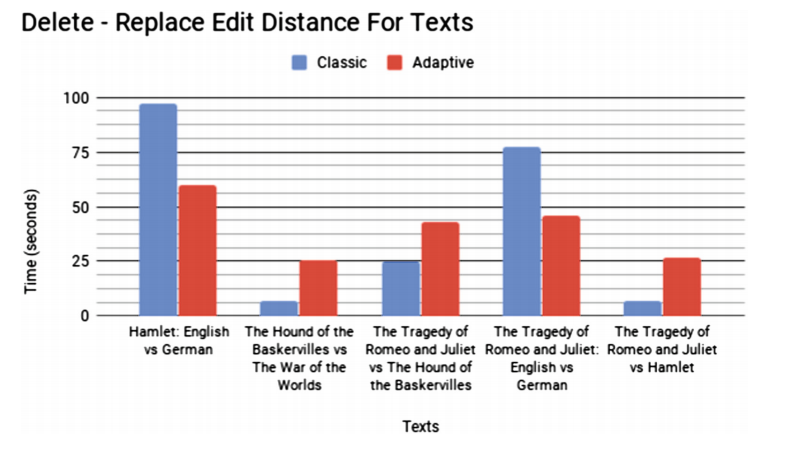 Delete - Replace Edit Distance For Texts
Classic Adaptive
100
75
50
25
0
Time (seconds)
Hamlet: English
vs German
The Hound of the
Baskervilles vs
The War of the
Worlds
The Tragedy of
Romeo and Juliet
vs The Hound of
the Baskervilles
The Tragedy of
Romeo and Juliet:
English vs
German
The Tragedy of
Romeo and Juliet
vs Hamlet
Texts